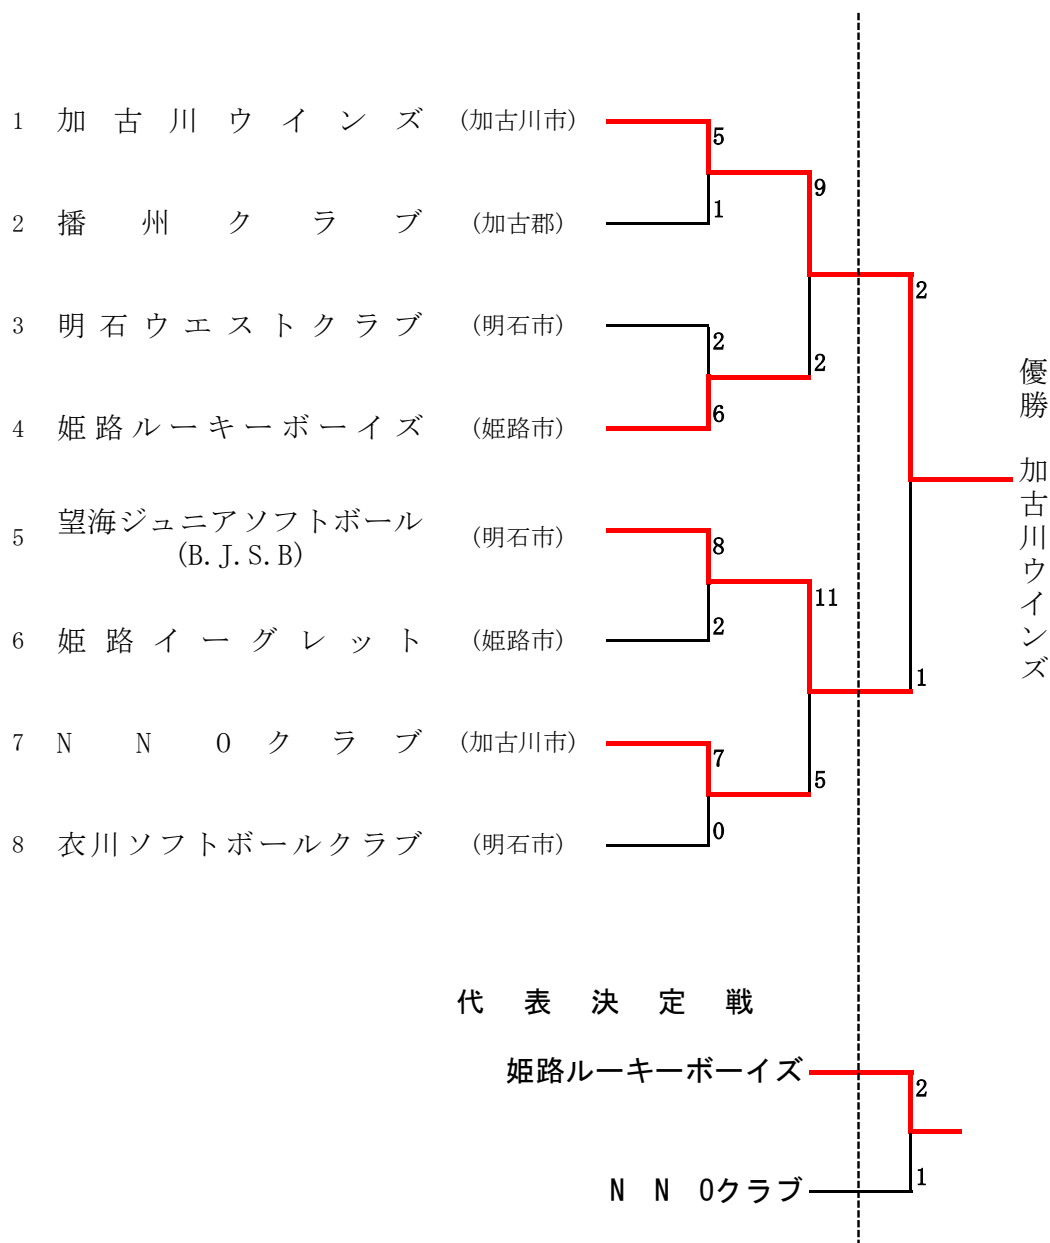 1 加古川ウインズ (加古川市)
5
9
2 播州クラブ (加古郡)
1
2
3 明石ウエストクラブ (明石市)
2
2
4 姫路ルーキーボーイズ (姫路市)
6
5 望海ジュニアソフトボール (明石市)
(B.J.S.B)
8
11
6 姫路イーグレット (姫路市)
2
1
7 NNOクラブ (加古川市)
7
5
8 衣川ソフトボールクラブ (明石市)
0
優勝 加古川ウインズ
代表決定戦
姫路ルーキーボーイズ
2
N N Oクラブ
1